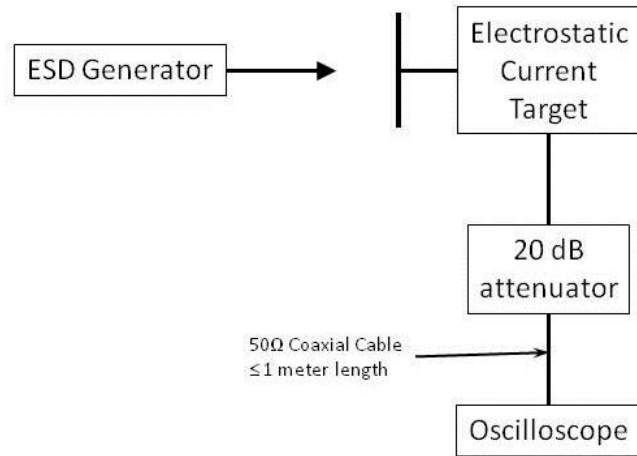 ESD Generator
Electrostatic
Current
Target
20 dB
attenuator
50Ω Coaxial Cable
≤1 meter length
Oscilloscope